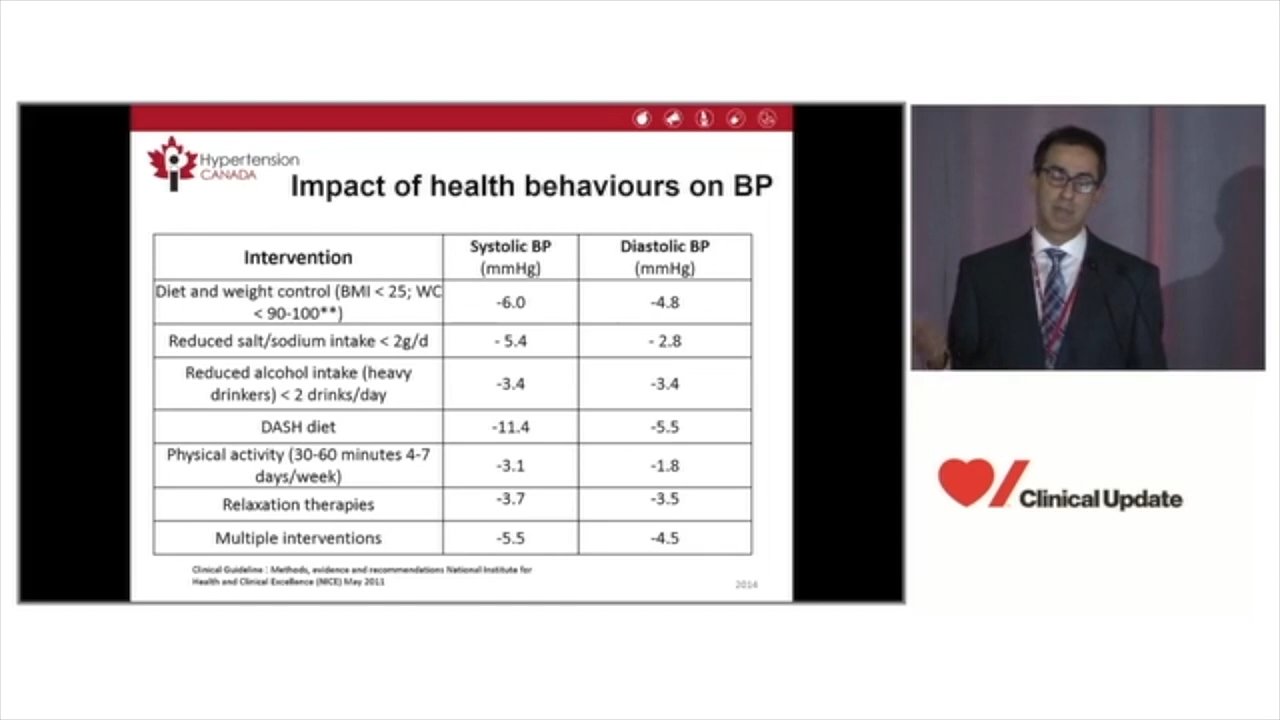 Hypertension
CANADA
Impact of health behaviours on BP
Intervention
Systolic BP
(mmHg)
Diastolic BP
(mmHg)
Diet and weight control (BMI < 25; WC
< 90-100**)
-6.0
-4.8
Reduced salt/sodium intake < 2g/d
- 5.4
- 2.8
Reduced alcohol intake (heavy
drinkers) < 2 drinks/day
-3.4
-3.4
DASH diet
-11.4
-5.5
Physical activity (30-60 minutes 4-7
days/week)
-3.1
-1.8
Relaxation therapies
-3.7
-3.5
Multiple interventions
-5.5
-4.5
Clinical Guideline : Methods, evidence and recommendations National Institute for
Health and Clinical Excellence (NICE) May 2011
2014
Clinical Update